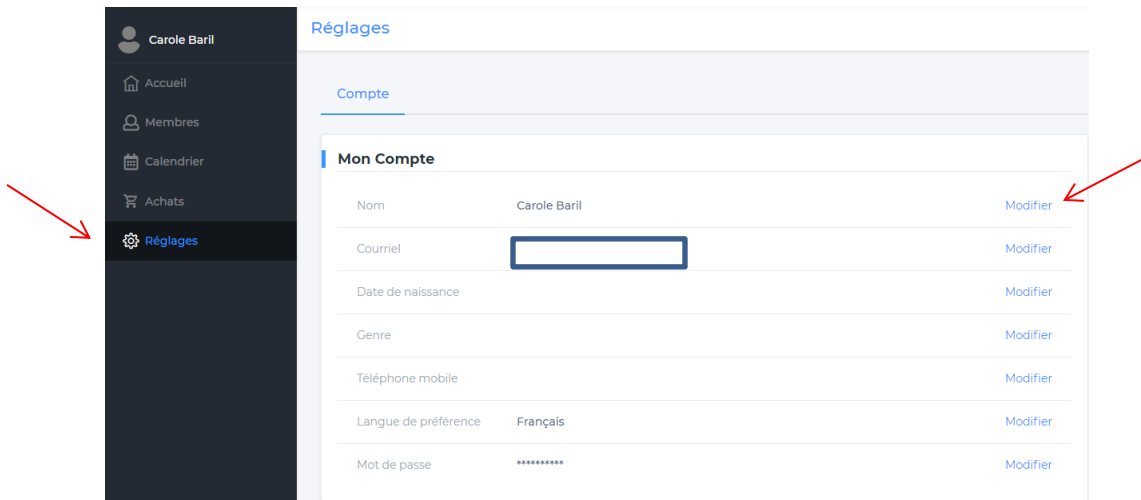 Carole Baril
Accueil
Membres
Calendrier
Achats
Réglages
Réglages
Compte
Mon Compte
Nom Carole Baril Modifier
Courriel Modifier
Date de naissance Modifier
Genre Modifier
Téléphone mobile Modifier
Langue de préférence Français Modifier
Mot de passe ********** Modifier